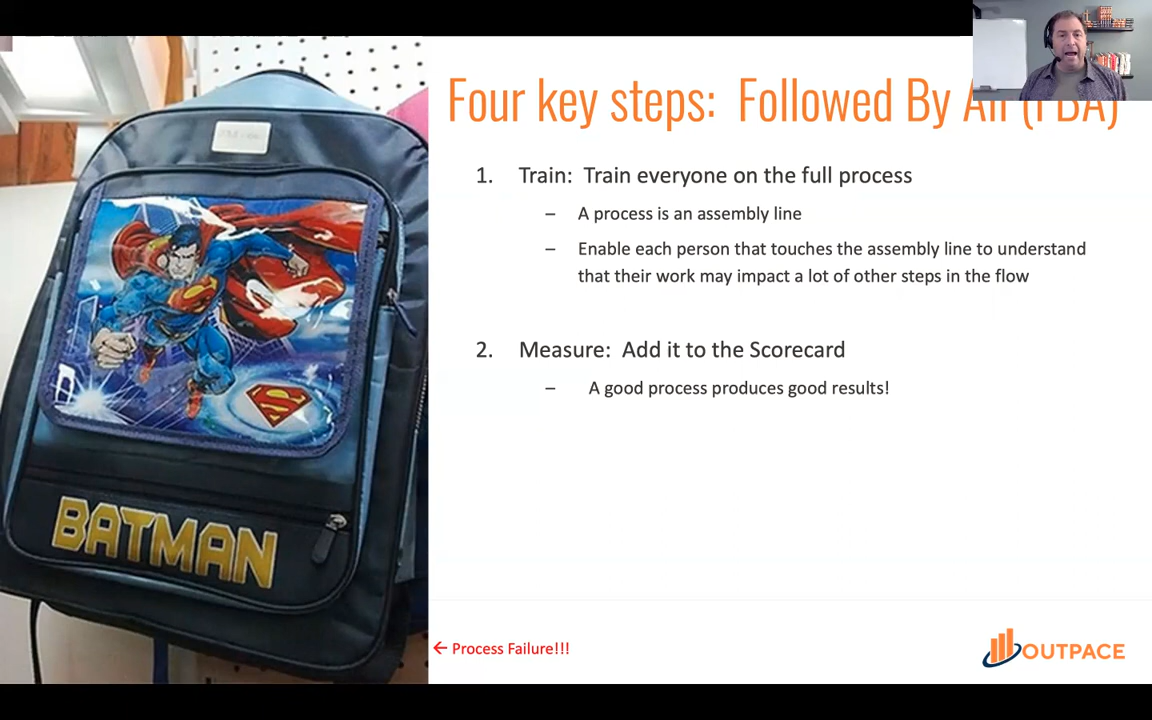 Four key steps: Followed By All (FBA)
1. Train: Train everyone on the full process
– A process is an assembly line
– Enable each person that touches the assembly line to understand
that their work may impact a lot of other steps in the flow
2. Measure: Add it to the Scorecard
– A good process produces good results!
BATMAN
← Process Failure!!!
OUTPACE